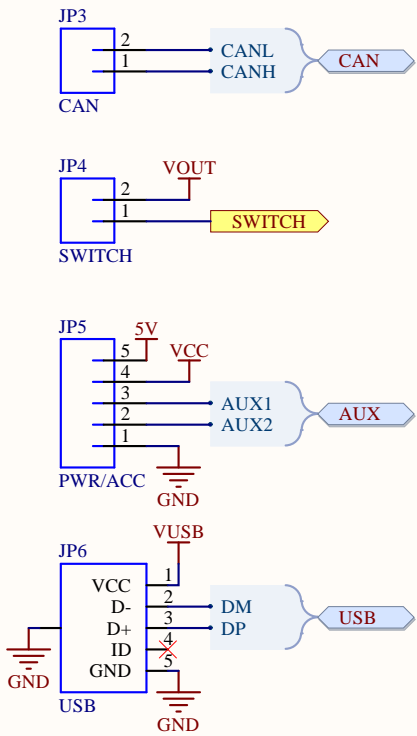 JP3
2 CANL
1 CANH
CAN
CAN
JP4
VOUT
2
1 SWITCH
SWITCH
JP5
5V
5
VCC
4
3 AUX1
AUX
2 AUX2
1
PWR/ACC
GND
VUSB
JP6
VCC 1
D- 2 DM
USB
D+ 3 DP
ID 4
GND 5
GND
USB
GND